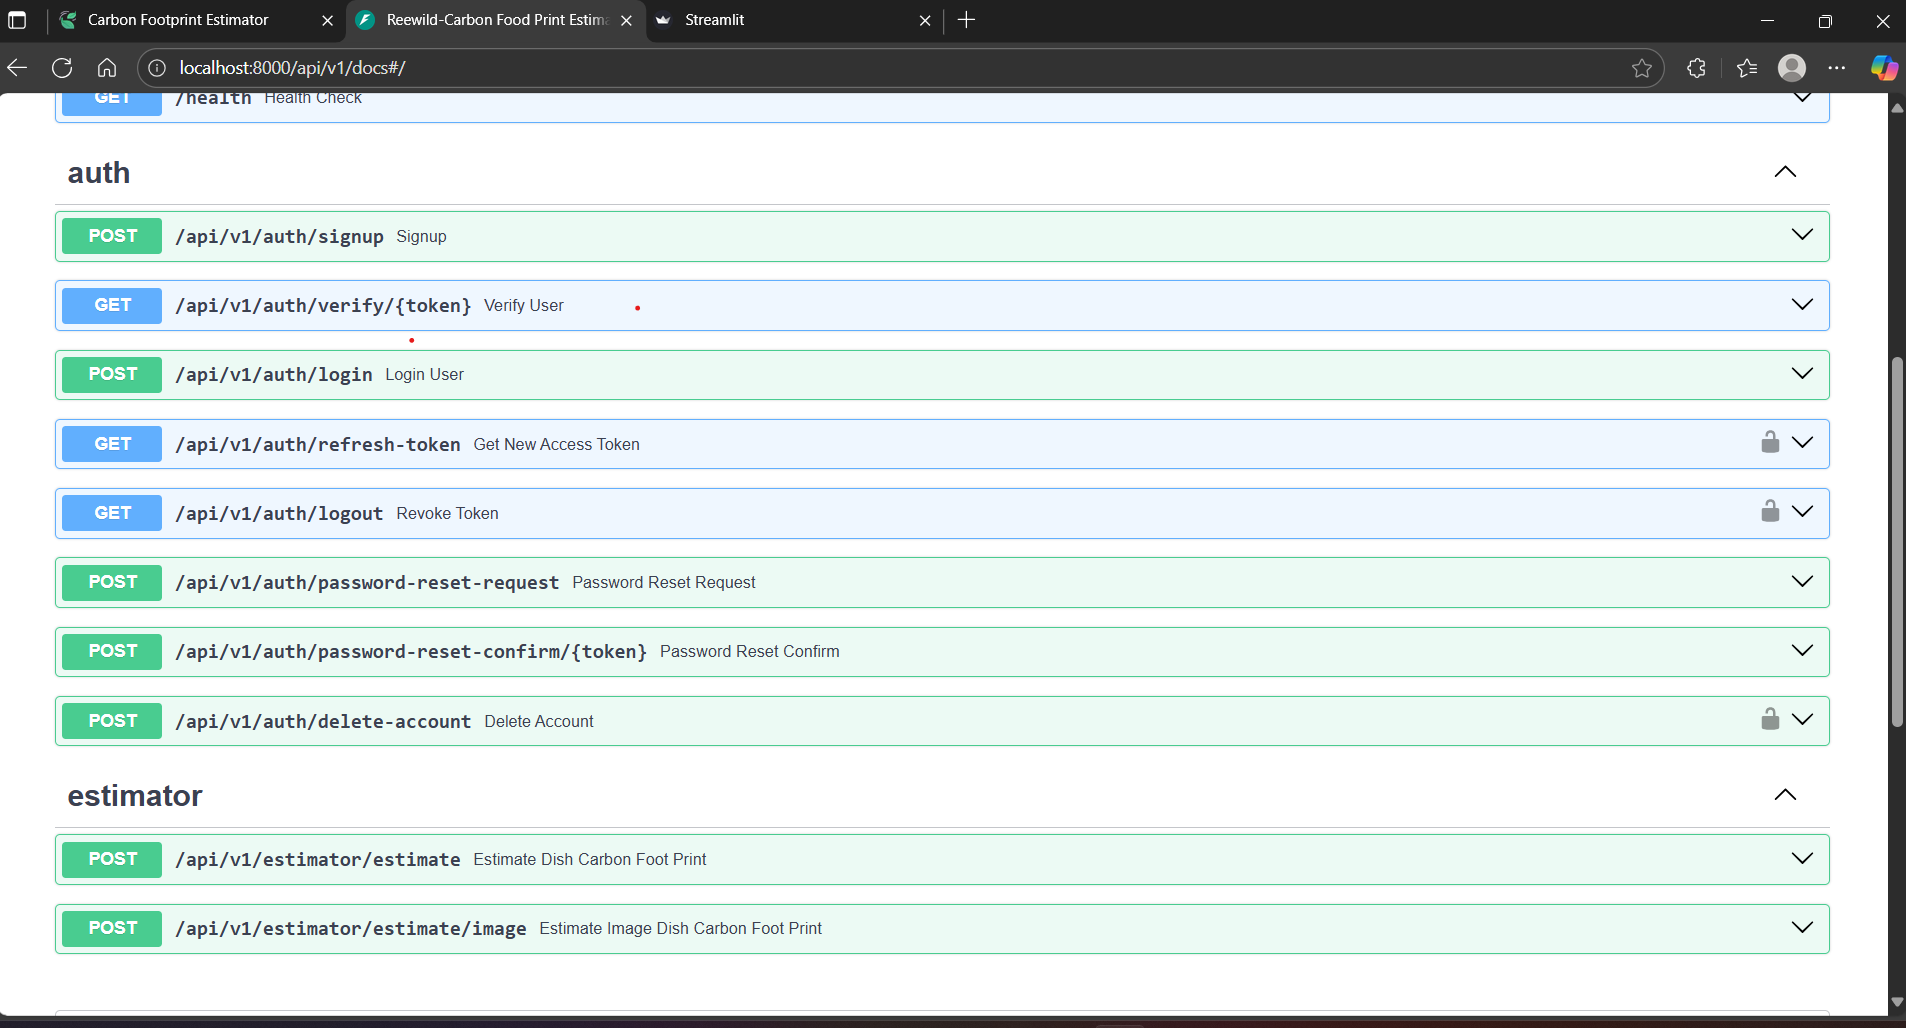 Carbon Footprint Estimator
Reewild-Carbon Food Print Estima
Streamlit
localhost:8000/api/v1/docs#/
GET /health Health Check
auth
POST /api/v1/auth/signup Signup
GET /api/v1/auth/verify/{token} Verify User
POST /api/v1/auth/login Login User
GET /api/v1/auth/refresh-token Get New Access Token
GET /api/v1/auth/logout Revoke Token
POST /api/v1/auth/password-reset-request Password Reset Request
POST /api/v1/auth/password-reset-confirm/{token} Password Reset Confirm
POST /api/v1/auth/delete-account Delete Account
estimator
POST /api/v1/estimator/estimate Estimate Dish Carbon Foot Print
POST /api/v1/estimator/estimate/image Estimate Image Dish Carbon Foot Print